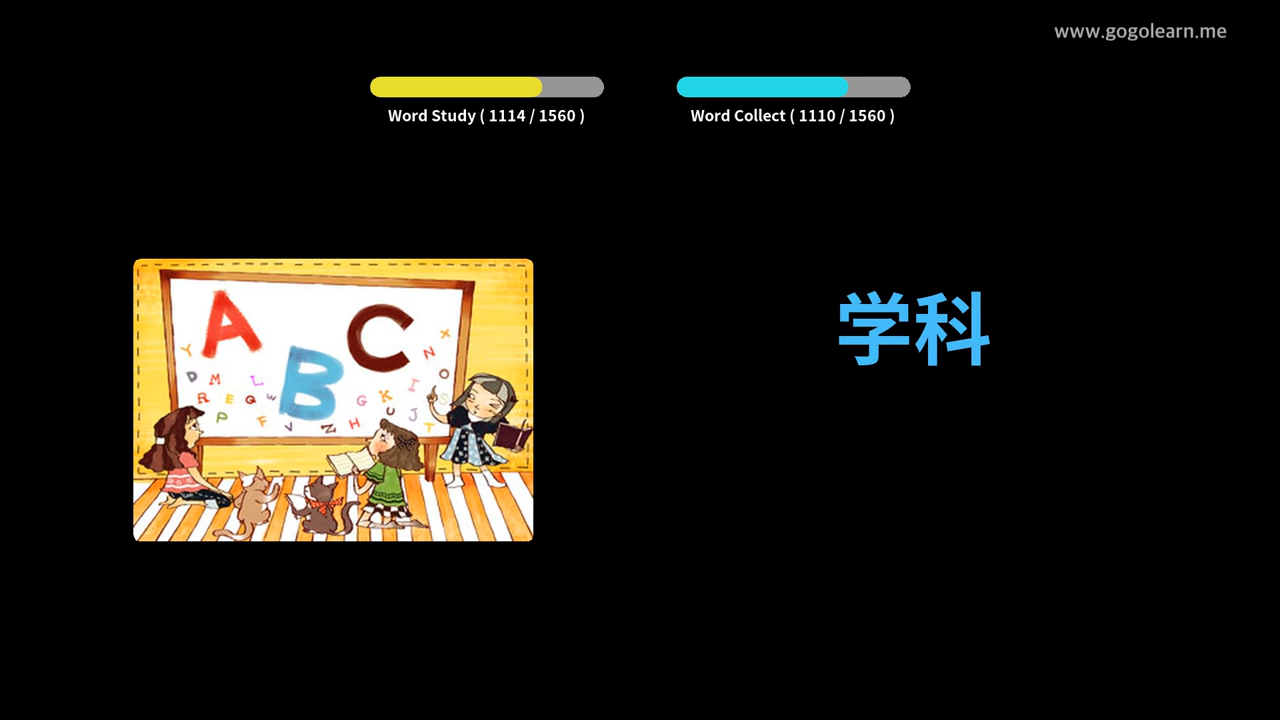 www.gogolearn.me
Word Study ( 1114 / 1560 )
Word Collect ( 1110 / 1560 )
学科
A
B
C
Y
X
N
D
M
L
O
R
E
Q
W
G
K
I
S
P
F
V
Z
H
U
J
T